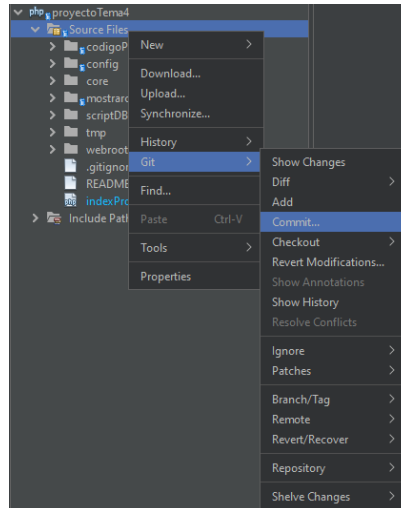 php proyectoTema4
Source Files
codigoP
config
core
mostrarc
scriptDB
tmp
webroot
.gitignor
README
indexPro
Include Path
New
Download...
Upload...
Synchronize...
History
Git
Find...
Paste Ctrl-V
Tools
Properties
Show Changes
Diff
Add
Commit...
Checkout
Revert Modifications...
Show Annotations
Show History
Resolve Conflicts
Ignore
Patches
Branch/Tag
Remote
Revert/Recover
Repository
Shelve Changes